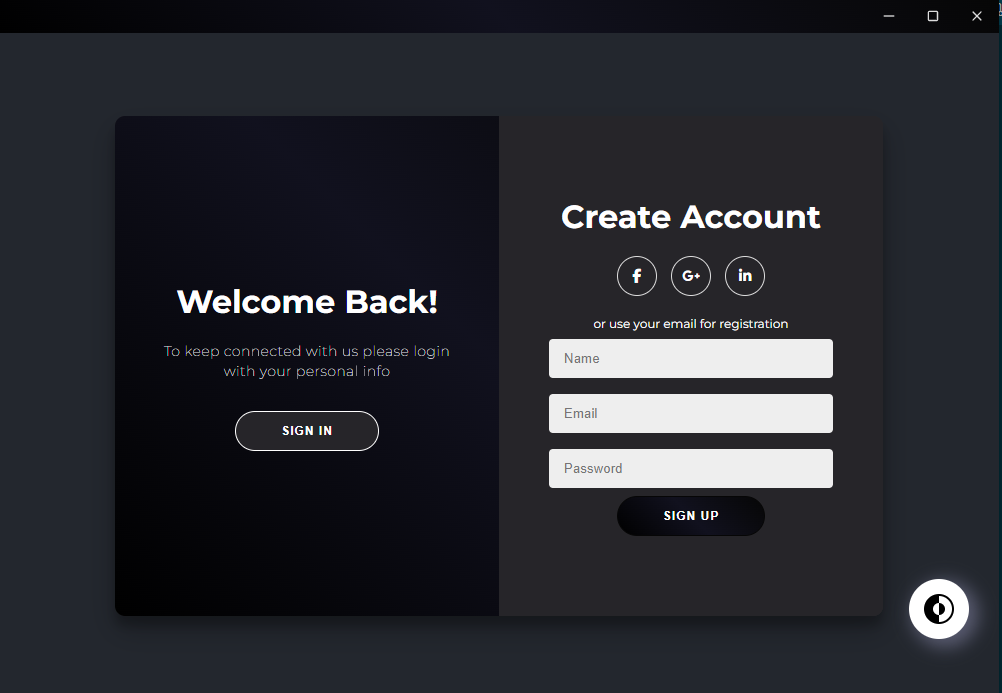 Welcome Back!
To keep connected with us please login
with your personal info
SIGN IN
Create Account
f
G+
in
or use your email for registration
Name
Email
Password
SIGN UP